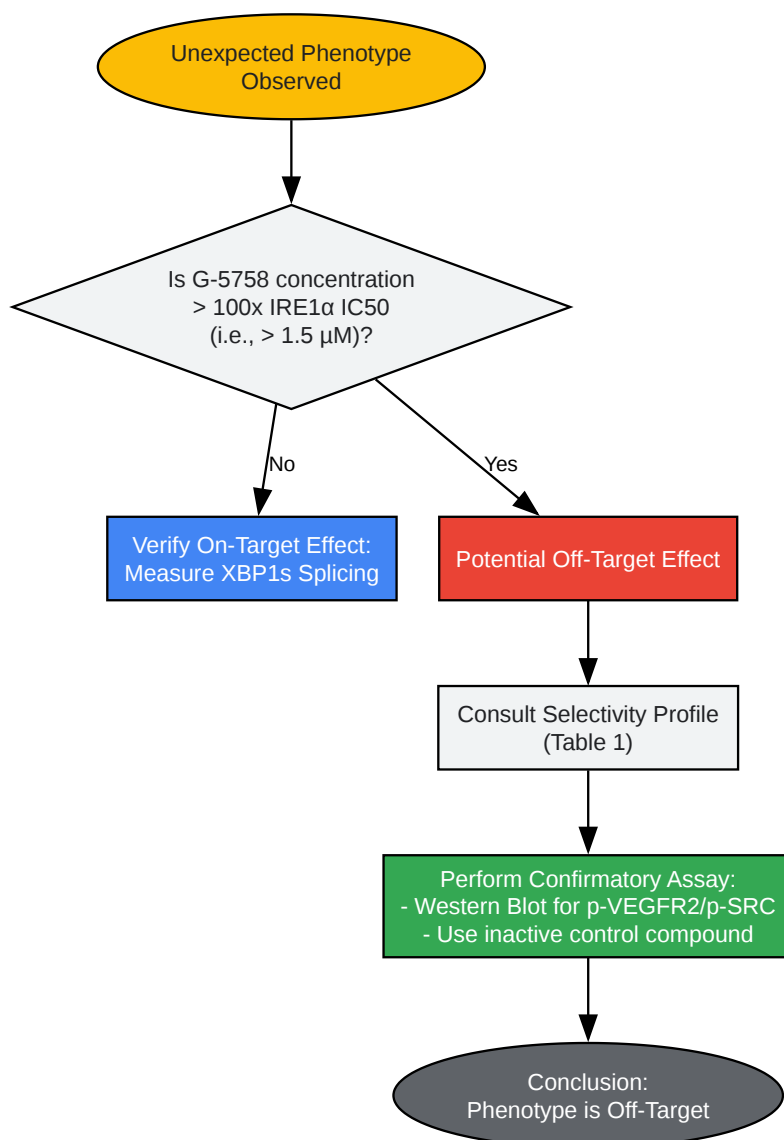 Unexpected Phenotype
Observed
Is G-5758 concentration
> 100x IRE1α IC50
(i.e., > 1.5 µM)?
No
Yes
Verify On-Target Effect:
Measure XBP1s Splicing
Potential Off-Target Effect
Consult Selectivity Profile
(Table 1)
Perform Confirmatory Assay:
- Western Blot for p-VEGFR2/p-SRC
- Use inactive control compound
Conclusion:
Phenotype is Off-Target